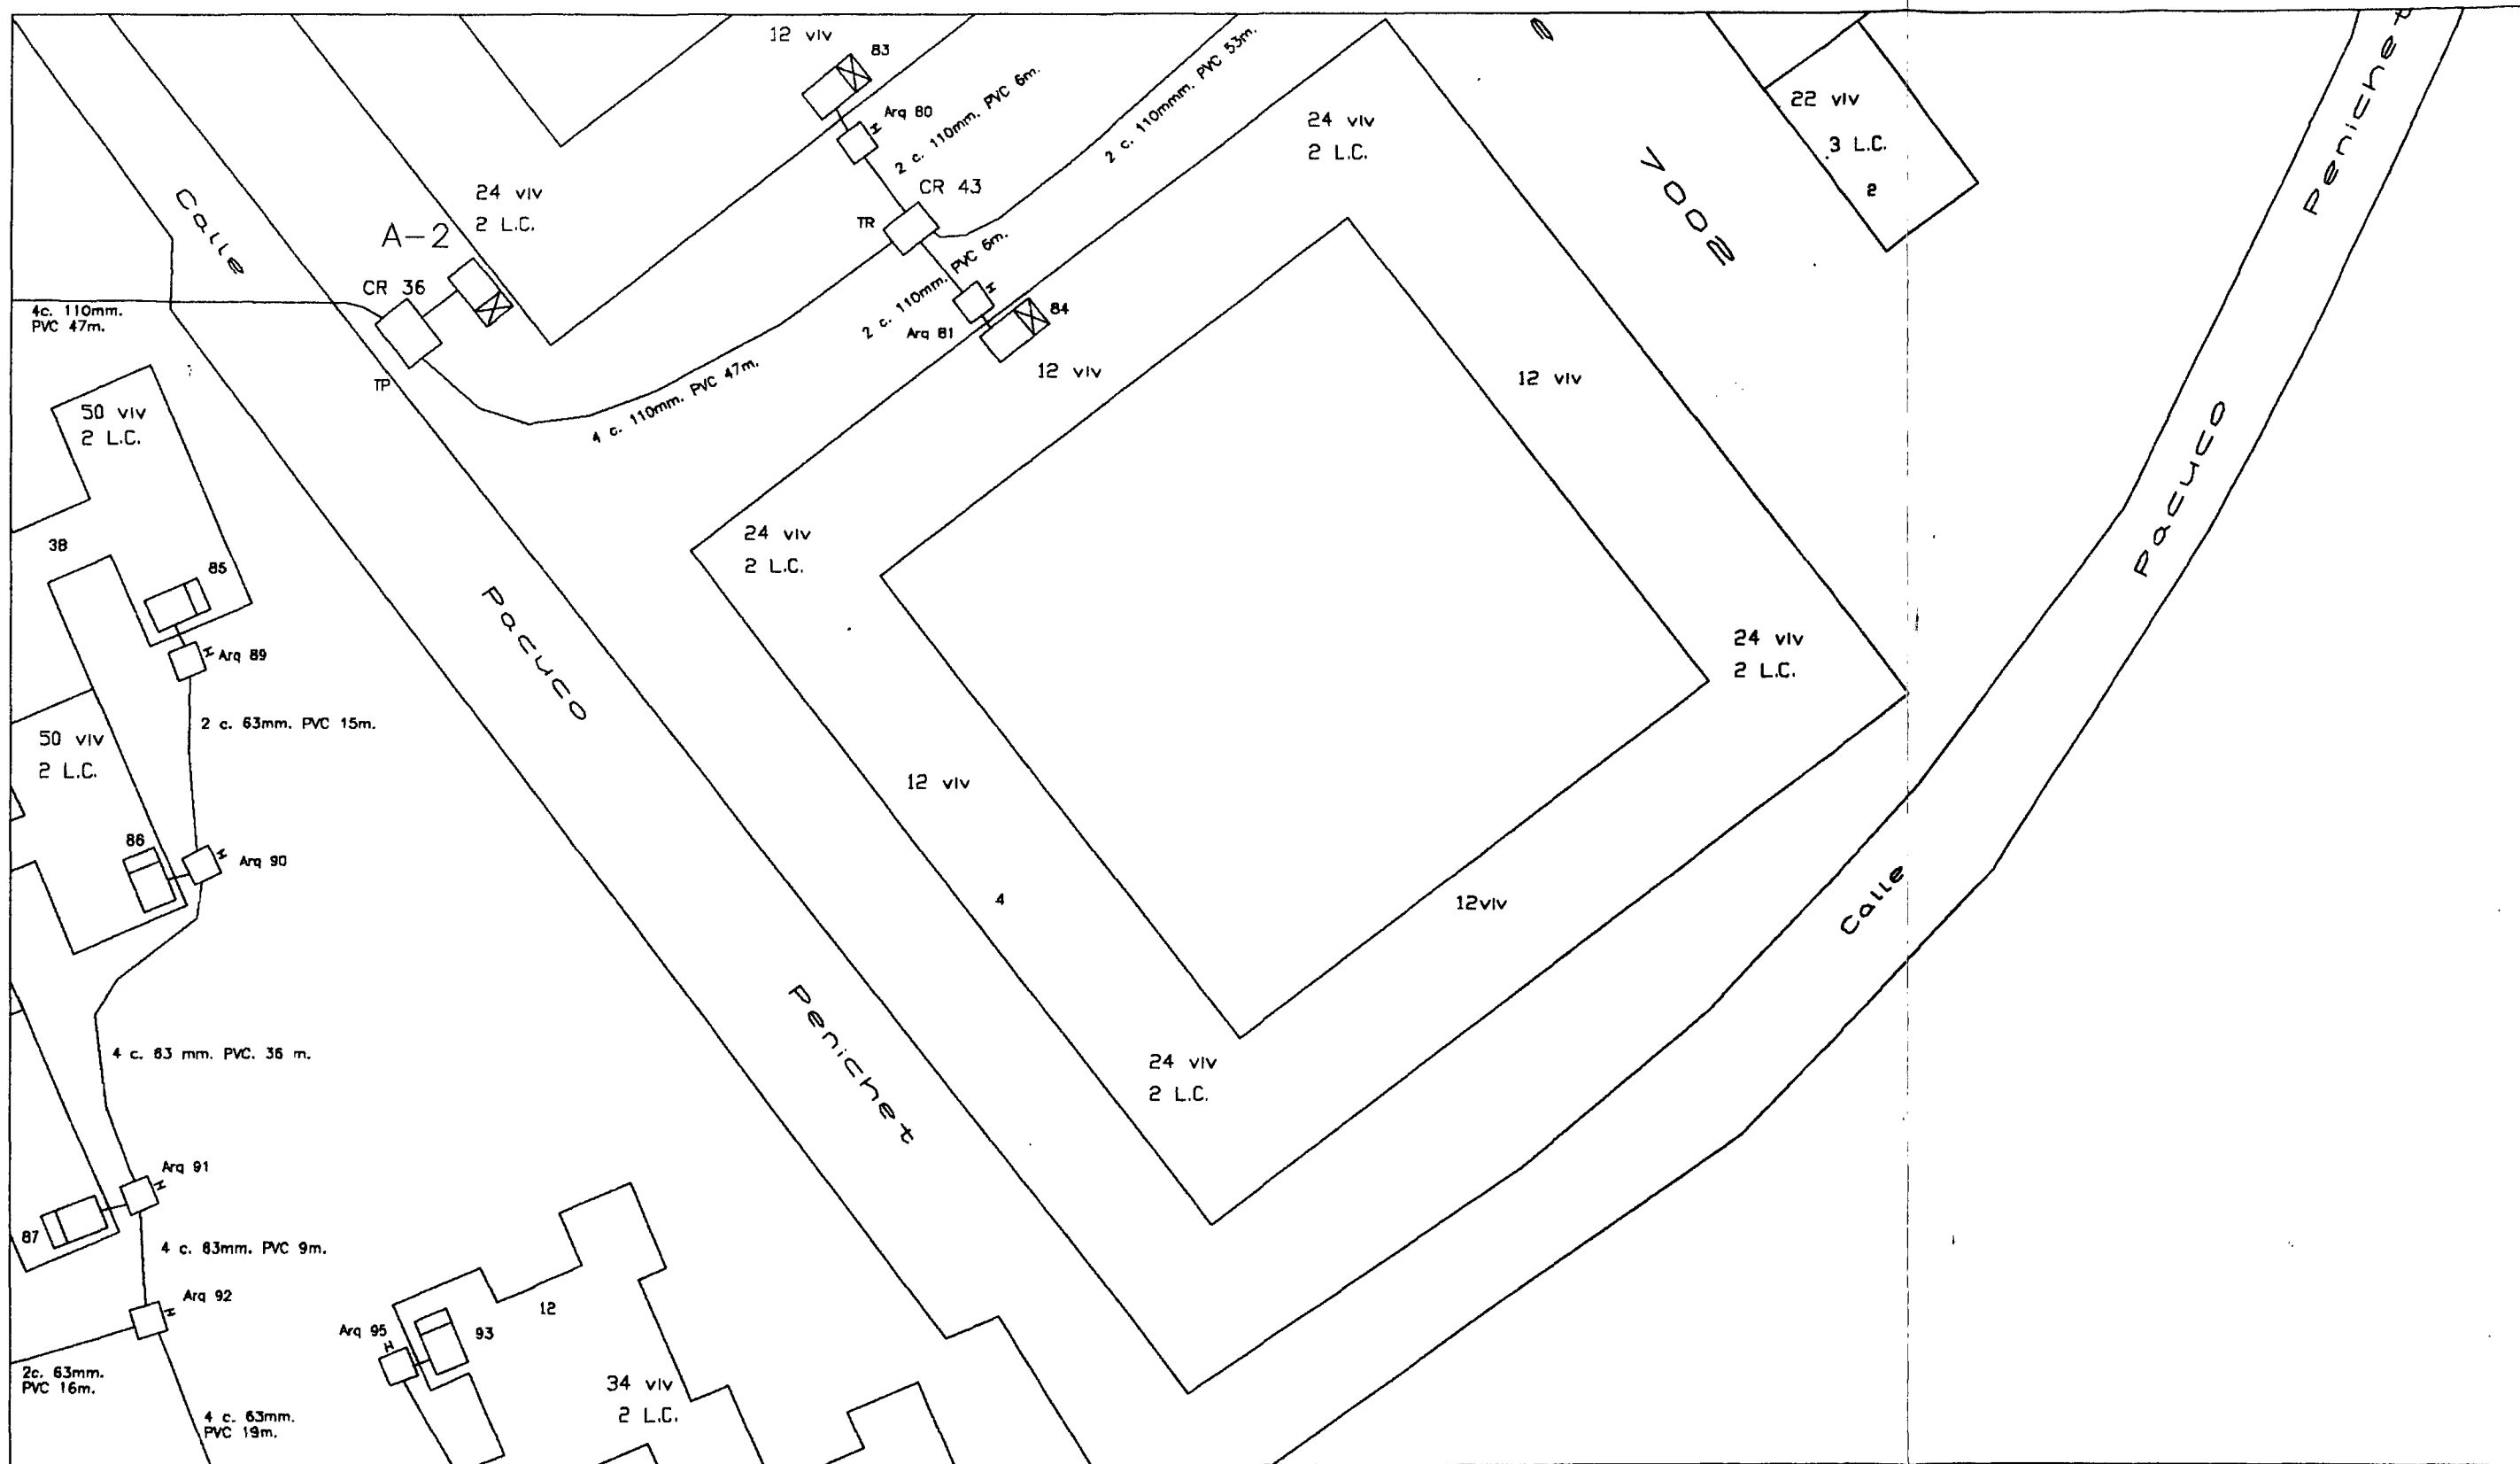 12 viv
83
Arq 80
2 c. 110mm. PVC 6m.
2 c. 110mmm. PVC 53m.
CR 43
TR
24 viv
2 L.C.
A-2
CR 36
TP
4c. 110mm.
PVC 47m.
Calle
2 c. 110mm. PVC 6m.
Arq 81
84
12 viv
4 c. 110mm. PVC 47m.
24 viv
2 L.C.
22 viv
3 L.C.
2
Penichet
12 viv
50 viv
2 L.C.
38
85
Arq 89
2 c. 63mm. PVC 15m.
24 viv
2 L.C.
Pacuco
Pacuco
24 viv
2 L.C.
50 viv
2 L.C.
86
Arq 90
12 viv
4
12viv
Calle
Penichet
4 c. 63 mm. PVC. 36 m.
24 viv
2 L.C.
Arq 91
87
4 c. 63mm. PVC 9m.
Arq 92
2c. 63mm.
PVC 16m.
4 c. 63mm.
PVC 19m.
Arq 95
93
12
34 viv
2 L.C.